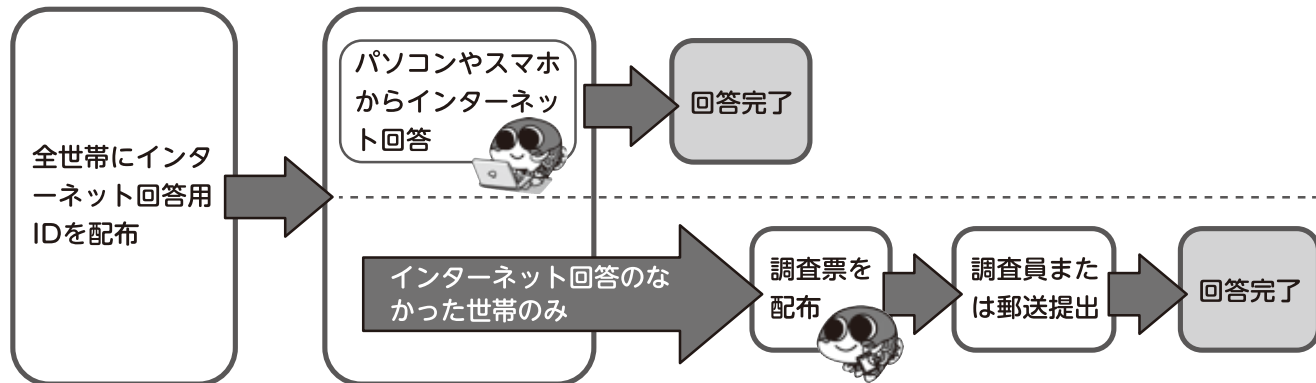 全世帯にインタ
ーネット回答用
IDを配布
パソコンやスマホ
からインターネッ
ト回答
回答完了
インターネット回答のな
かった世帯のみ
調査票を
配布
調査員また
は郵送提出
回答完了